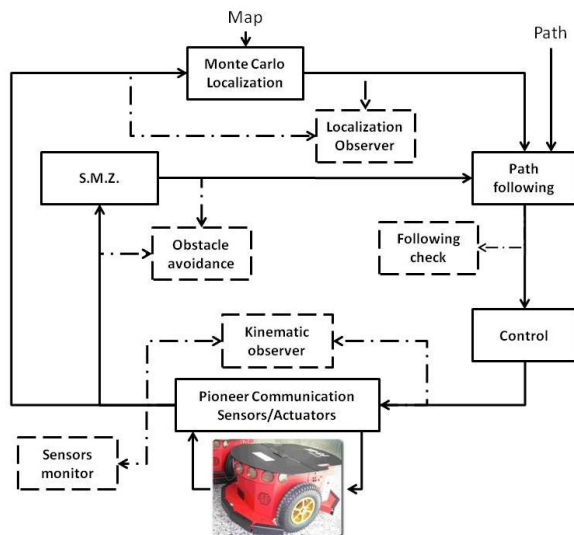 Map
Path
Monte Carlo
Localization
Localization
Observer
S.M.Z.
Path
following
Obstacle
avoidance
Following
check
Kinematic
observer
Control
Pioneer Communication
Sensors/Actuators
Sensors
monitor